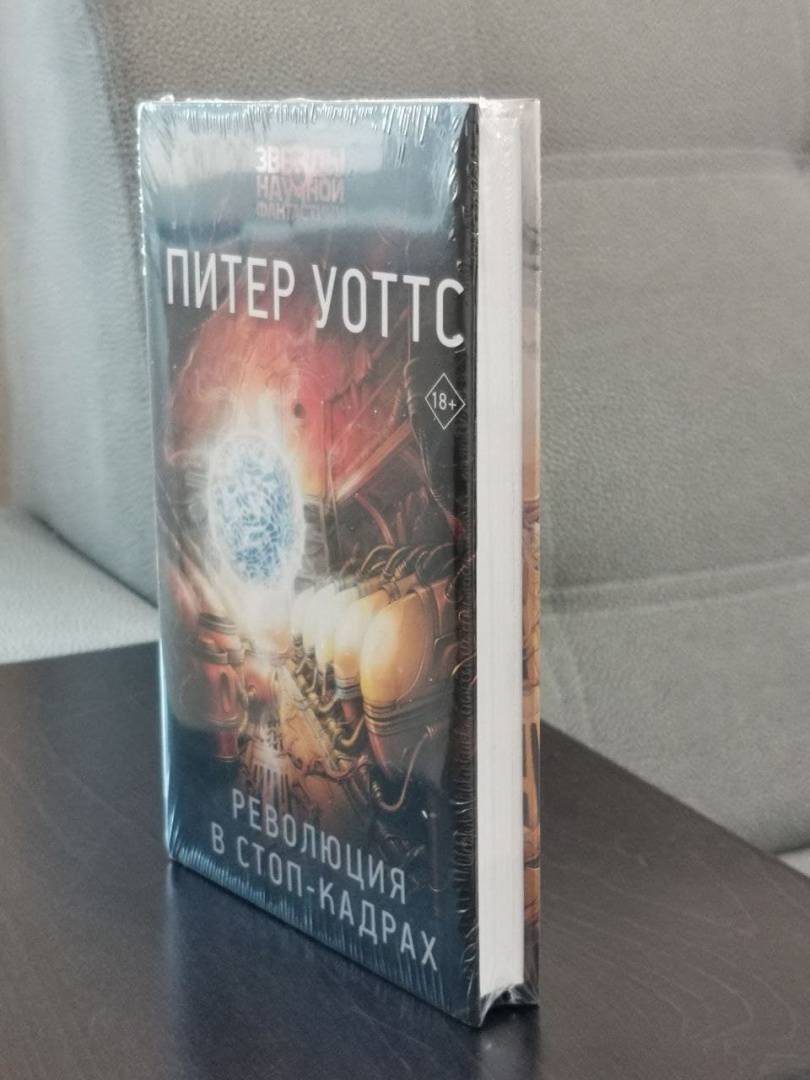 ЗВЕЗДЫ
НАУЧНОЙ
ФАНТАСТИКИ
ПИТЕР УОТТС
18+
РЕВОЛЮЦИЯ
В СТОП-КАДРАХ